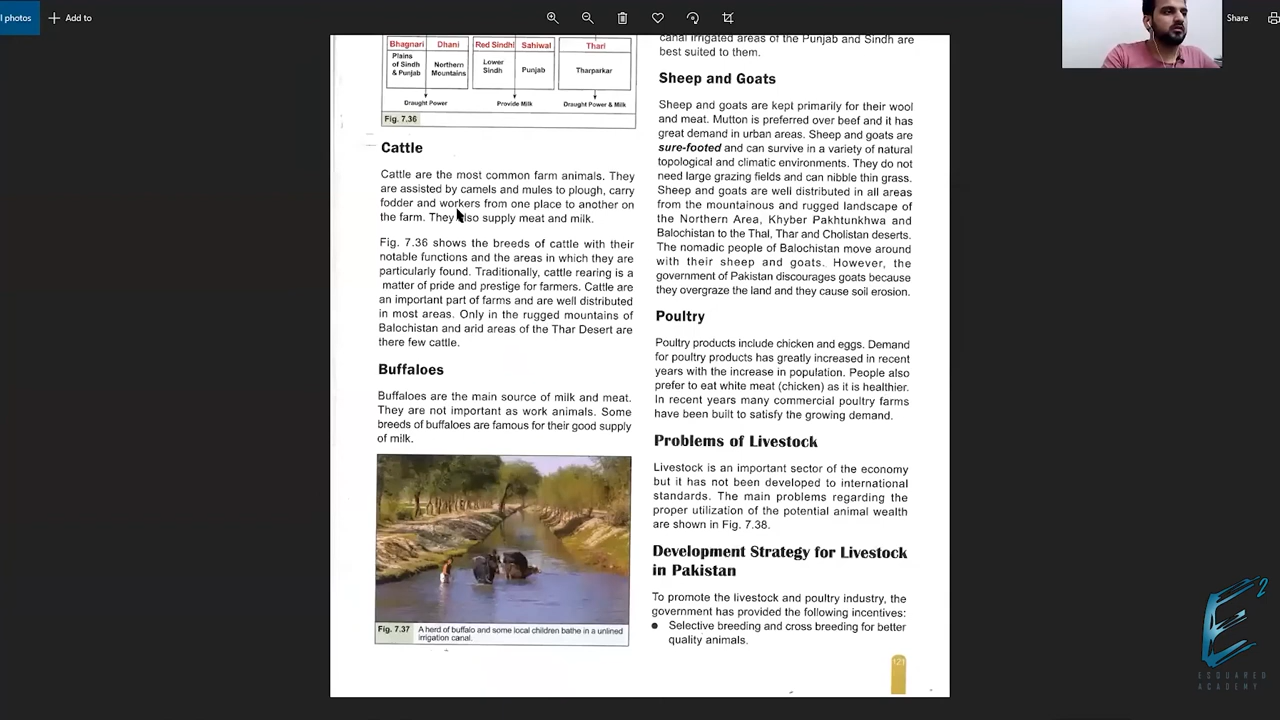 l photos
Add to
Share
Bhagnari Dhani Red Sindhi Sahiwal Thari
Plains of Sindh & Punjab
Northern Mountains
Lower Sindh
Punjab
Tharparkar
Draught Power
Provide Milk
Draught Power & Milk
Fig. 7.36
Cattle
Cattle are the most common farm animals. They
are assisted by camels and mules to plough, carry
fodder and workers from one place to another on
the farm. They also supply meat and milk.
Fig. 7.36 shows the breeds of cattle with their
notable functions and the areas in which they are
particularly found. Traditionally, cattle rearing is a
matter of pride and prestige for farmers. Cattle are
an important part of farms and are well distributed
in most areas. Only in the rugged mountains of
Balochistan and arid areas of the Thar Desert are
there few cattle.
Buffaloes
Buffaloes are the main source of milk and meat.
They are not important as work animals. Some
breeds of buffaloes are famous for their good supply
of milk.
Fig. 7.37 A herd of buffalo and some local children bathe in a unlined
irrigation canal.
canal irrigated areas of the Punjab and Sindh are
best suited to them.
Sheep and Goats
Sheep and goats are kept primarily for their wool
and meat. Mutton is preferred over beef and it has
great demand in urban areas. Sheep and goats are
sure-footed and can survive in a variety of natural
topological and climatic environments. They do not
need large grazing fields and can nibble thin grass.
Sheep and goats are well distributed in all areas
from the mountainous and rugged landscape of
the Northern Area, Khyber Pakhtunkhwa and
Balochistan to the Thal, Thar and Cholistan deserts.
The nomadic people of Balochistan move around
with their sheep and goats. However, the
government of Pakistan discourages goats because
they overgraze the land and they cause soil erosion.
Poultry
Poultry products include chicken and eggs. Demand
for poultry products has greatly increased in recent
years with the increase in population. People also
prefer to eat white meat (chicken) as it is healthier.
In recent years many commercial poultry farms
have been built to satisfy the growing demand.
Problems of Livestock
Livestock is an important sector of the economy
but it has not been developed to international
standards. The main problems regarding the
proper utilization of the potential animal wealth
are shown in Fig. 7.38.
Development Strategy for Livestock
in Pakistan
To promote the livestock and poultry industry, the
government has provided the following incentives:
● Selective breeding and cross breeding for better
quality animals.
121
E2
ESQUARED
ACADEMY